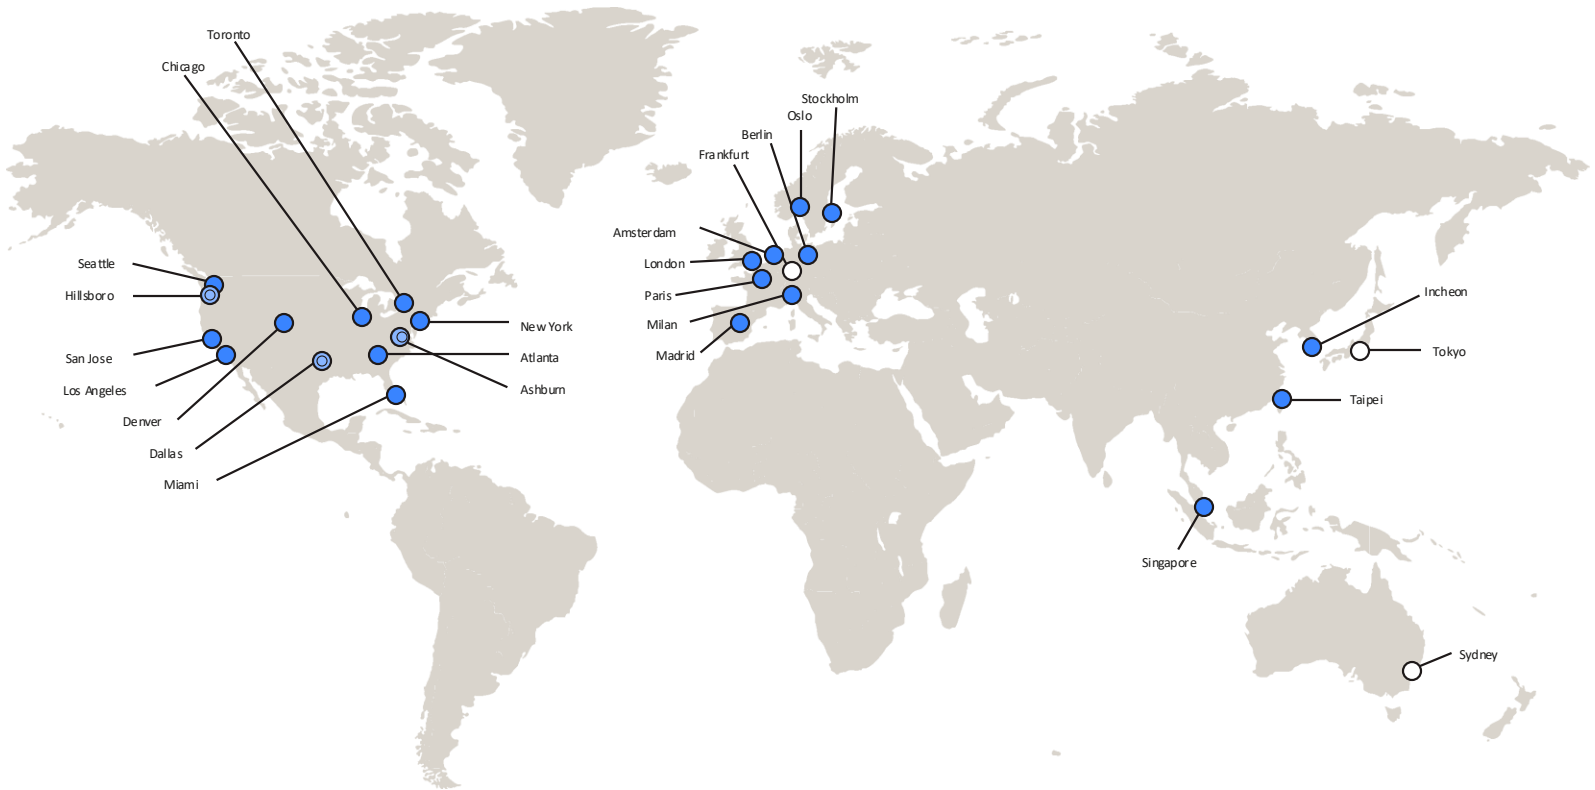 Toronto
Chicago
Stockholm
Oslo
Berlin
Frankfurt
Amsterdam
Seattle
London
Hillsboro
Paris
Incheon
New York
Milan
San Jose
Atlanta
Madrid
Tokyo
Los Angeles
Ashburn
Taipei
Denver
Dallas
Miami
Singapore
Sydney